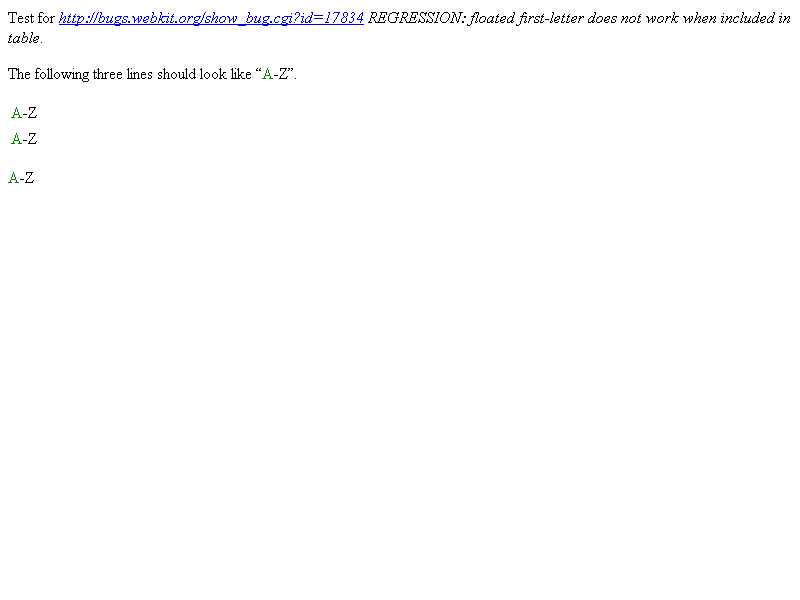 Test for http://bugs.webkit.org/show_bug.cgi?id=17834 REGRESSION: floated first-letter does not work when included in
table.
The following three lines should look like “A-Z”.
A-Z
A-Z
A-Z